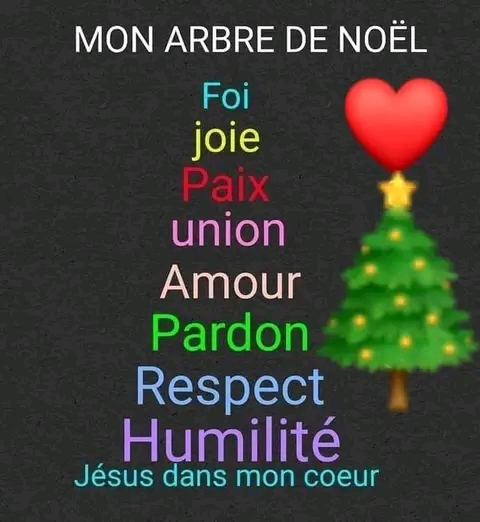 MON ARBRE DE NOËL
Foi
joie
Paix
union
Amour
Pardon
Respect
Humilité
Jésus dans mon coeur